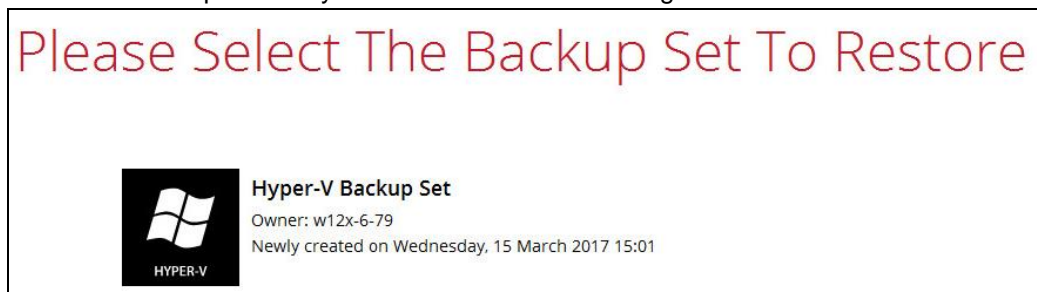 Please Select The Backup Set To Restore
Hyper-V Backup Set
Owner: w12x-6-79
Newly created on Wednesday, 15 March 2017 15:01
HYPER-V